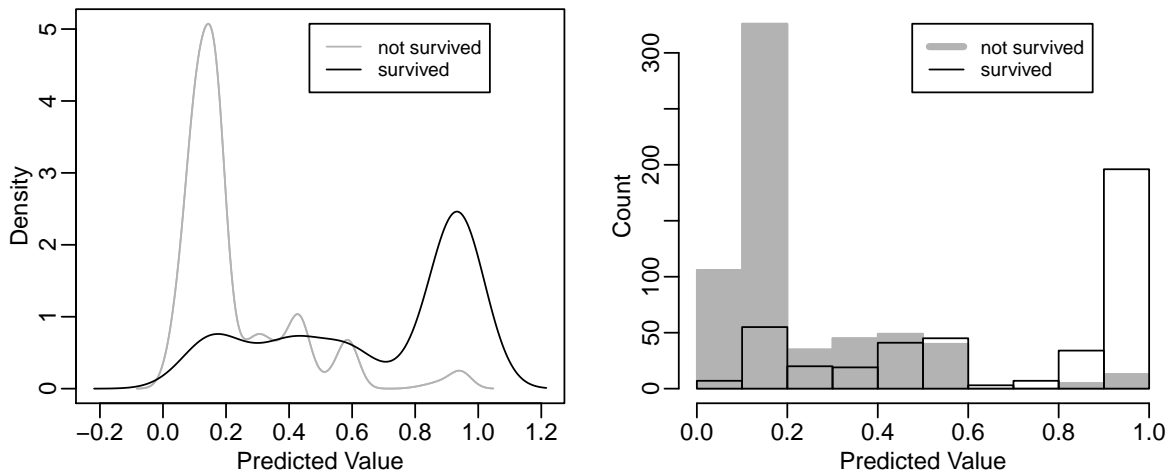 not survived
survived
5
4
3
2
1
0
Density
−0.2 0.0 0.2 0.4 0.6 0.8 1.0 1.2
Predicted Value
not survived
survived
300
200
100
50
0
Count
0.0 0.2 0.4 0.6 0.8 1.0
Predicted Value